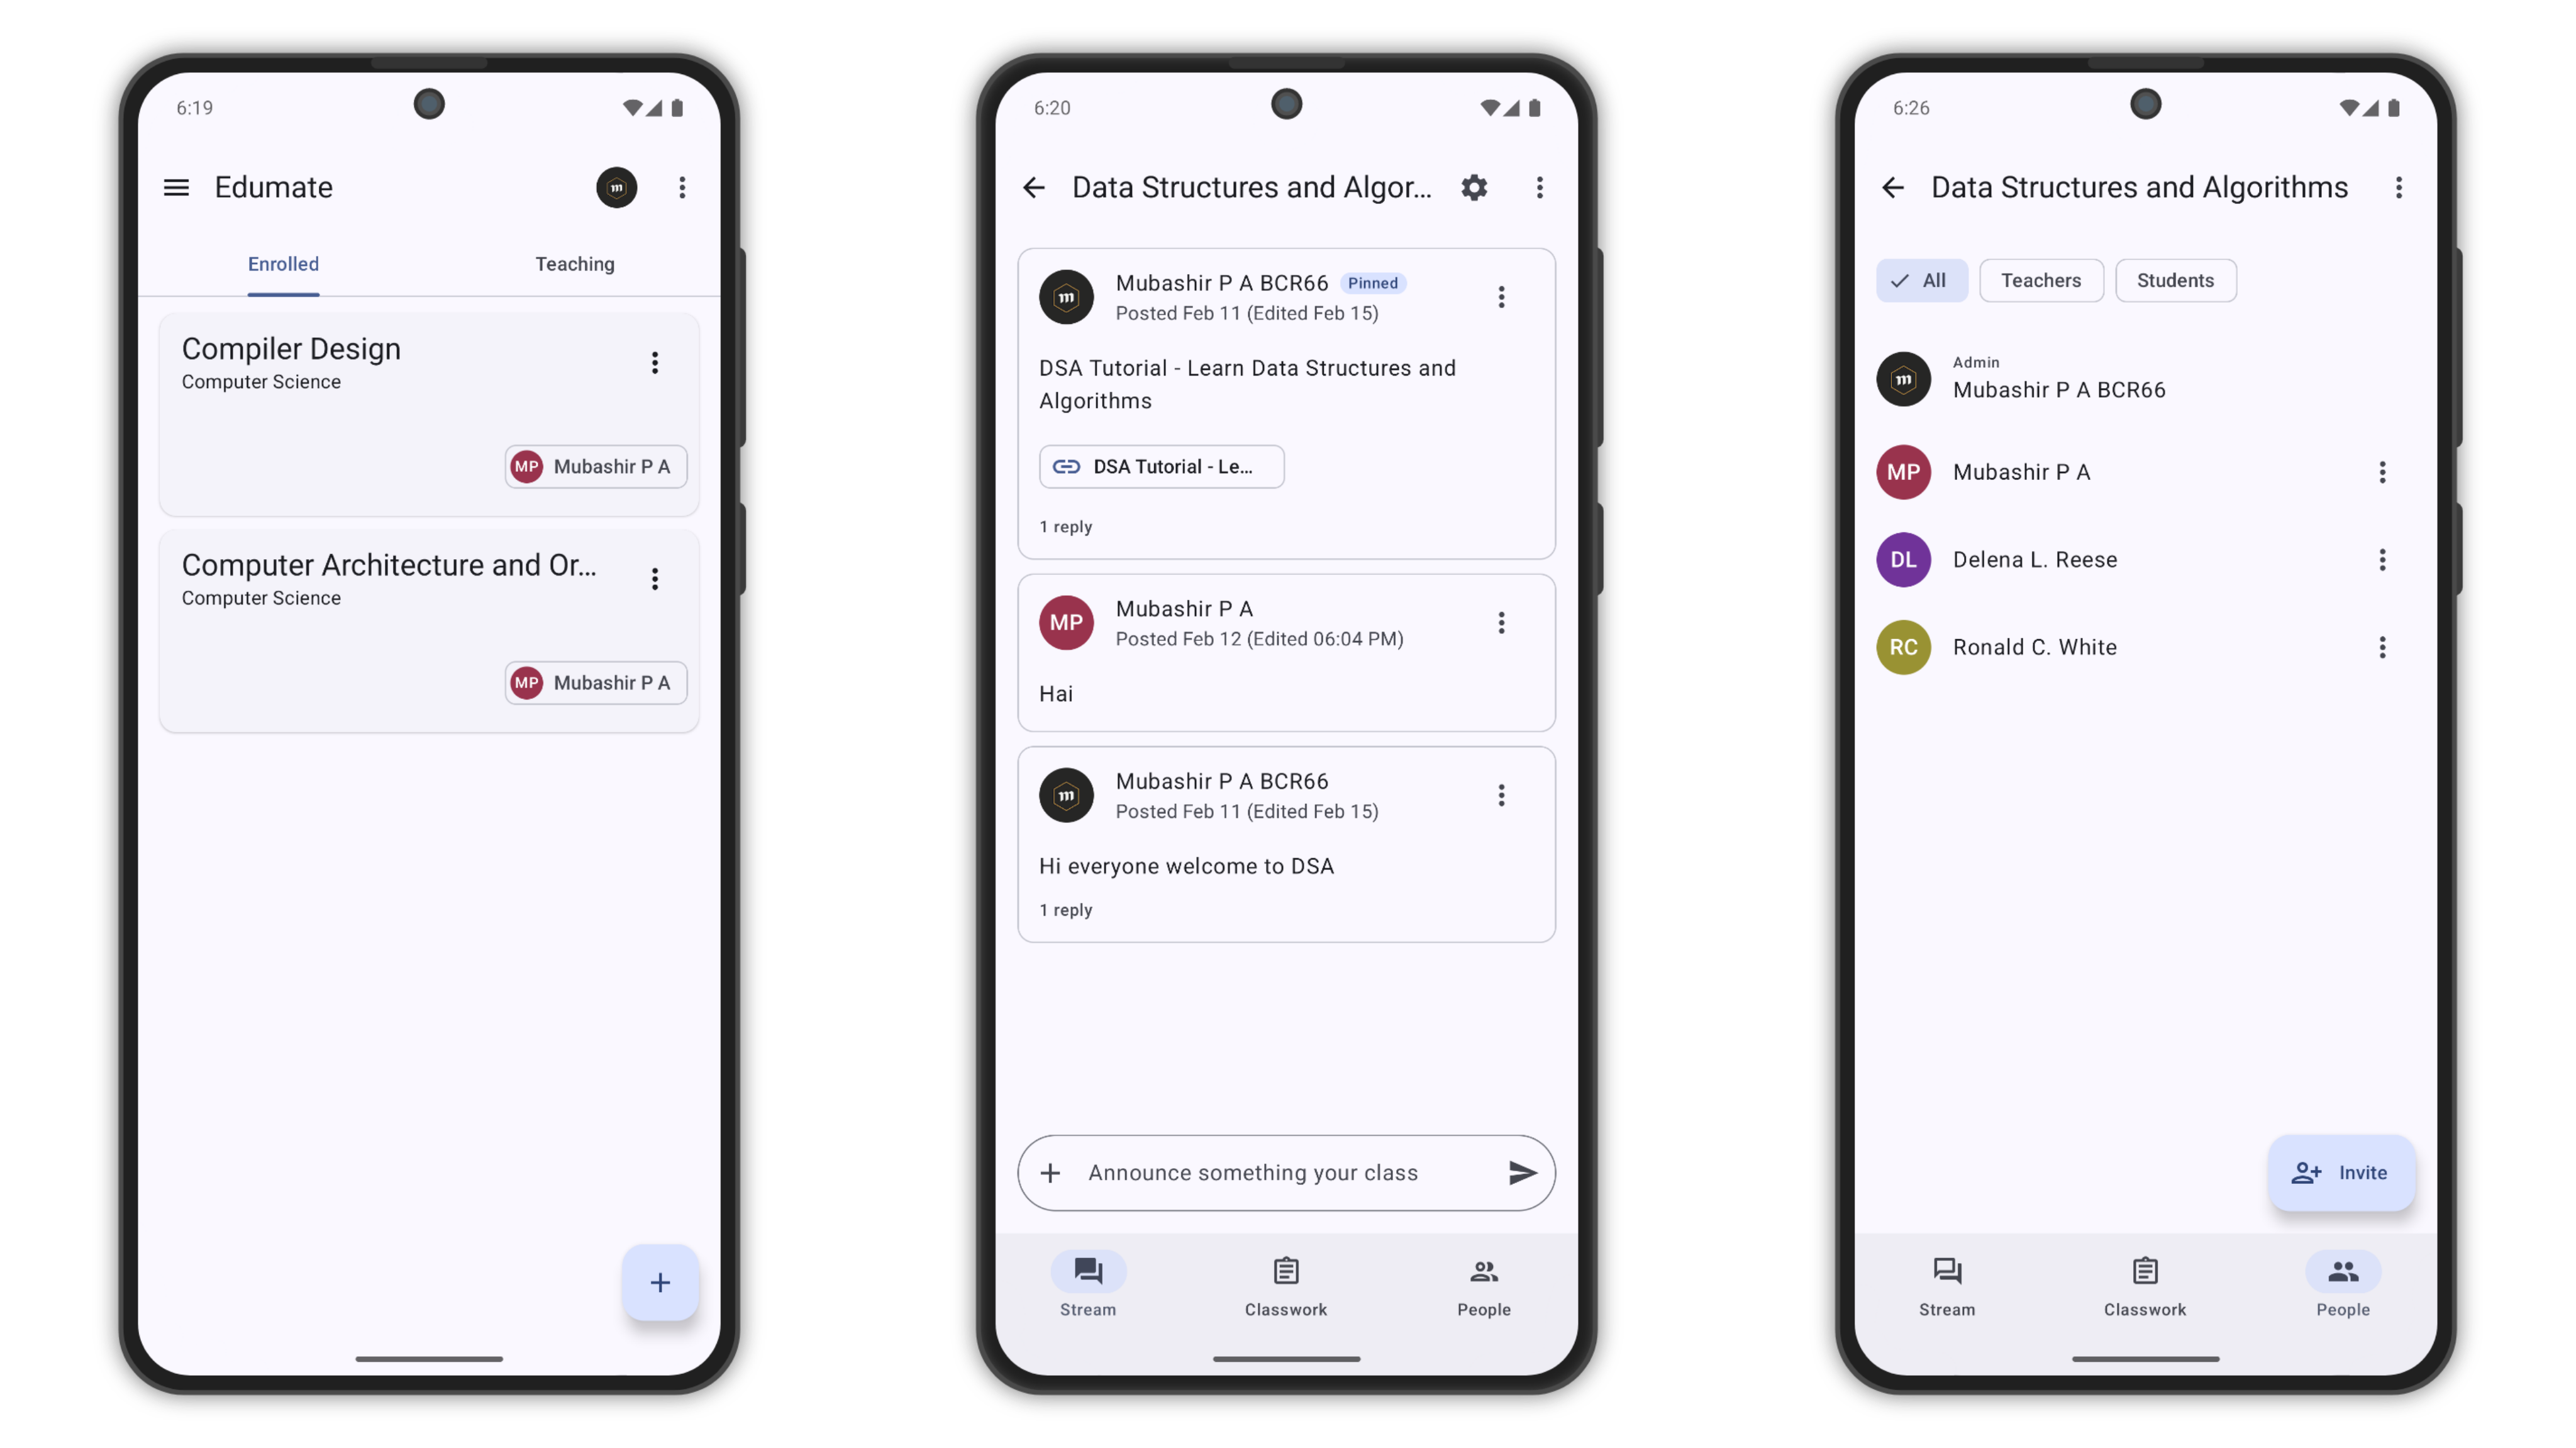 6:19
Edumate
m
Enrolled
Teaching
Compiler Design
Computer Science
MP
Mubashir P A
Computer Architecture and Or...
Computer Science
MP
Mubashir P A
6:20
Data Structures and Algor...
m
Mubashir P A BCR66
Pinned
Posted Feb 11 (Edited Feb 15)
DSA Tutorial - Learn Data Structures and
Algorithms
DSA Tutorial - Le...
1 reply
MP
Mubashir P A
Posted Feb 12 (Edited 06:04 PM)
Hai
m
Mubashir P A BCR66
Posted Feb 11 (Edited Feb 15)
Hi everyone welcome to DSA
1 reply
Announce something your class
Stream
Classwork
People
6:26
Data Structures and Algorithms
All
Teachers
Students
m
Admin
Mubashir P A BCR66
MP
Mubashir P A
DL
Delena L. Reese
RC
Ronald C. White
Invite
Stream
Classwork
People